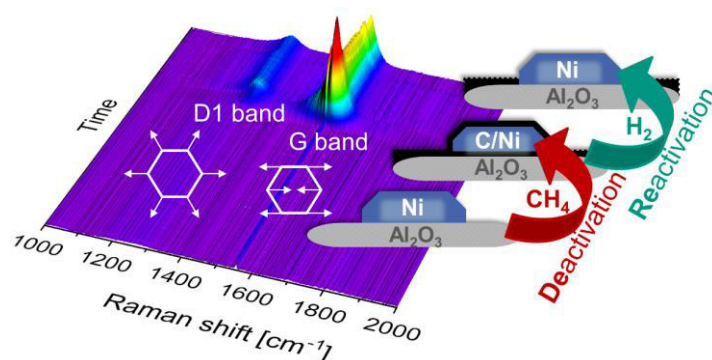 Time
D1 band
G band
1000
1200
1400
1600
1800
2000
Raman shift [cm⁻¹]
Ni
Al₂O₃
H₂
C/Ni
Al₂O₃
CH₄
Ni
Al₂O₃
Reactivation
Deactivation